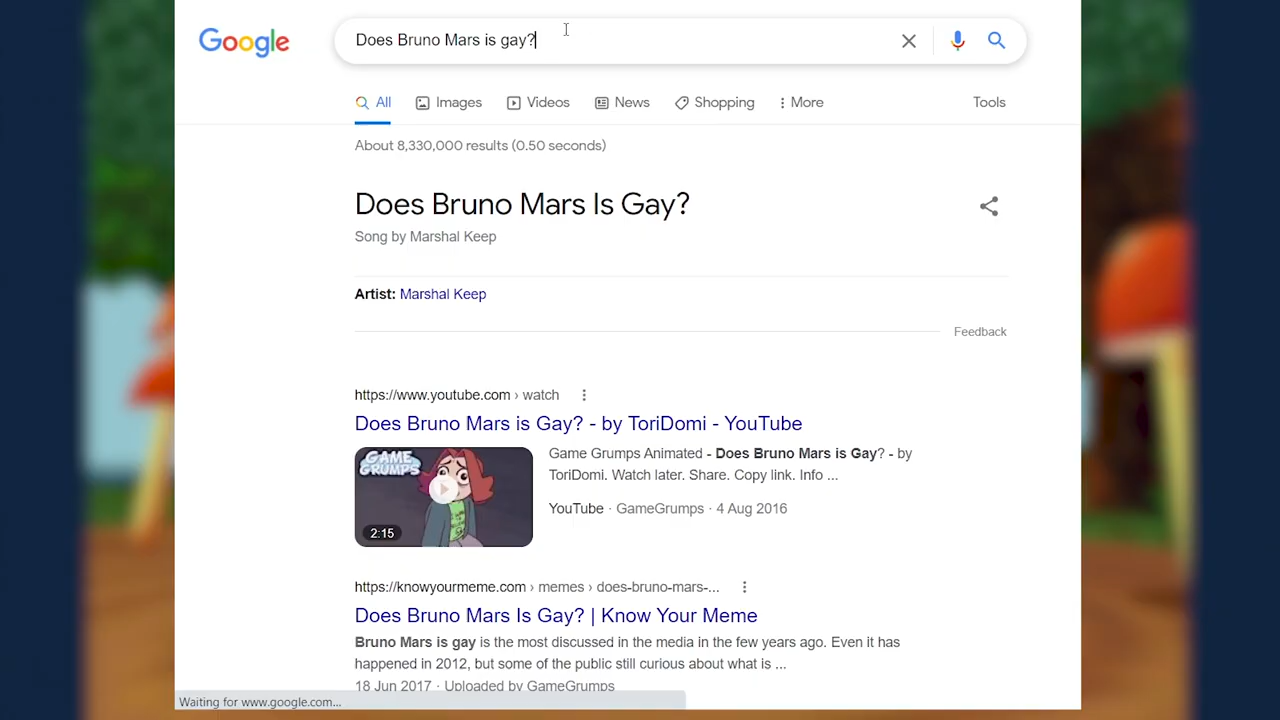 Google
Does Bruno Mars is gay?
All Images Videos News Shopping More Tools
About 8,330,000 results (0.50 seconds)
Does Bruno Mars Is Gay?
Song by Marshal Keep
Artist: Marshal Keep
Feedback
https://www.youtube.com › watch
Does Bruno Mars is Gay? - by ToriDomi - YouTube
GAME GRUMPS
2:15
Game Grumps Animated - Does Bruno Mars is Gay? - by
ToriDomi. Watch later. Share. Copy link. Info ...
YouTube · GameGrumps · 4 Aug 2016
https://knowyourmeme.com › memes › does-bruno-mars-...
Does Bruno Mars Is Gay? | Know Your Meme
Bruno Mars is gay is the most discussed in the media in the few years ago. Even it has
happened in 2012, but some of the public still curious about what is ...
18 Jun 2017 · Uploaded by GameGrumps
Waiting for www.google.com...